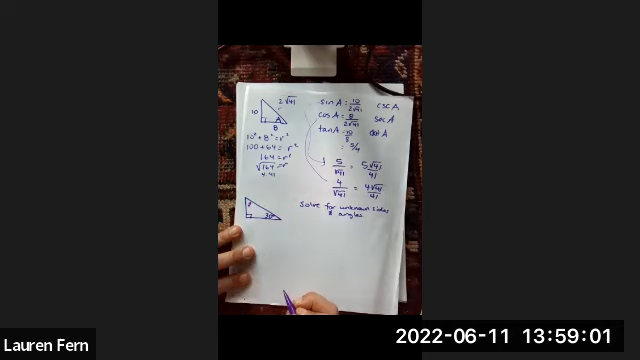 10
2√41
A
8
10² + 8² = r²
100 + 64 = r²
164 = r²
√164 = r
4·41
sin A = 10/2√41
cos A = 8/2√41
tan A = 10/8
= 5/4
csc A
sec A
cot A
5/√41 = 5√41/41
4/√41 = 4√41/41
30°
Solve for unknown sides
& angles
Lauren Fern
2022-06-11 13:59:01